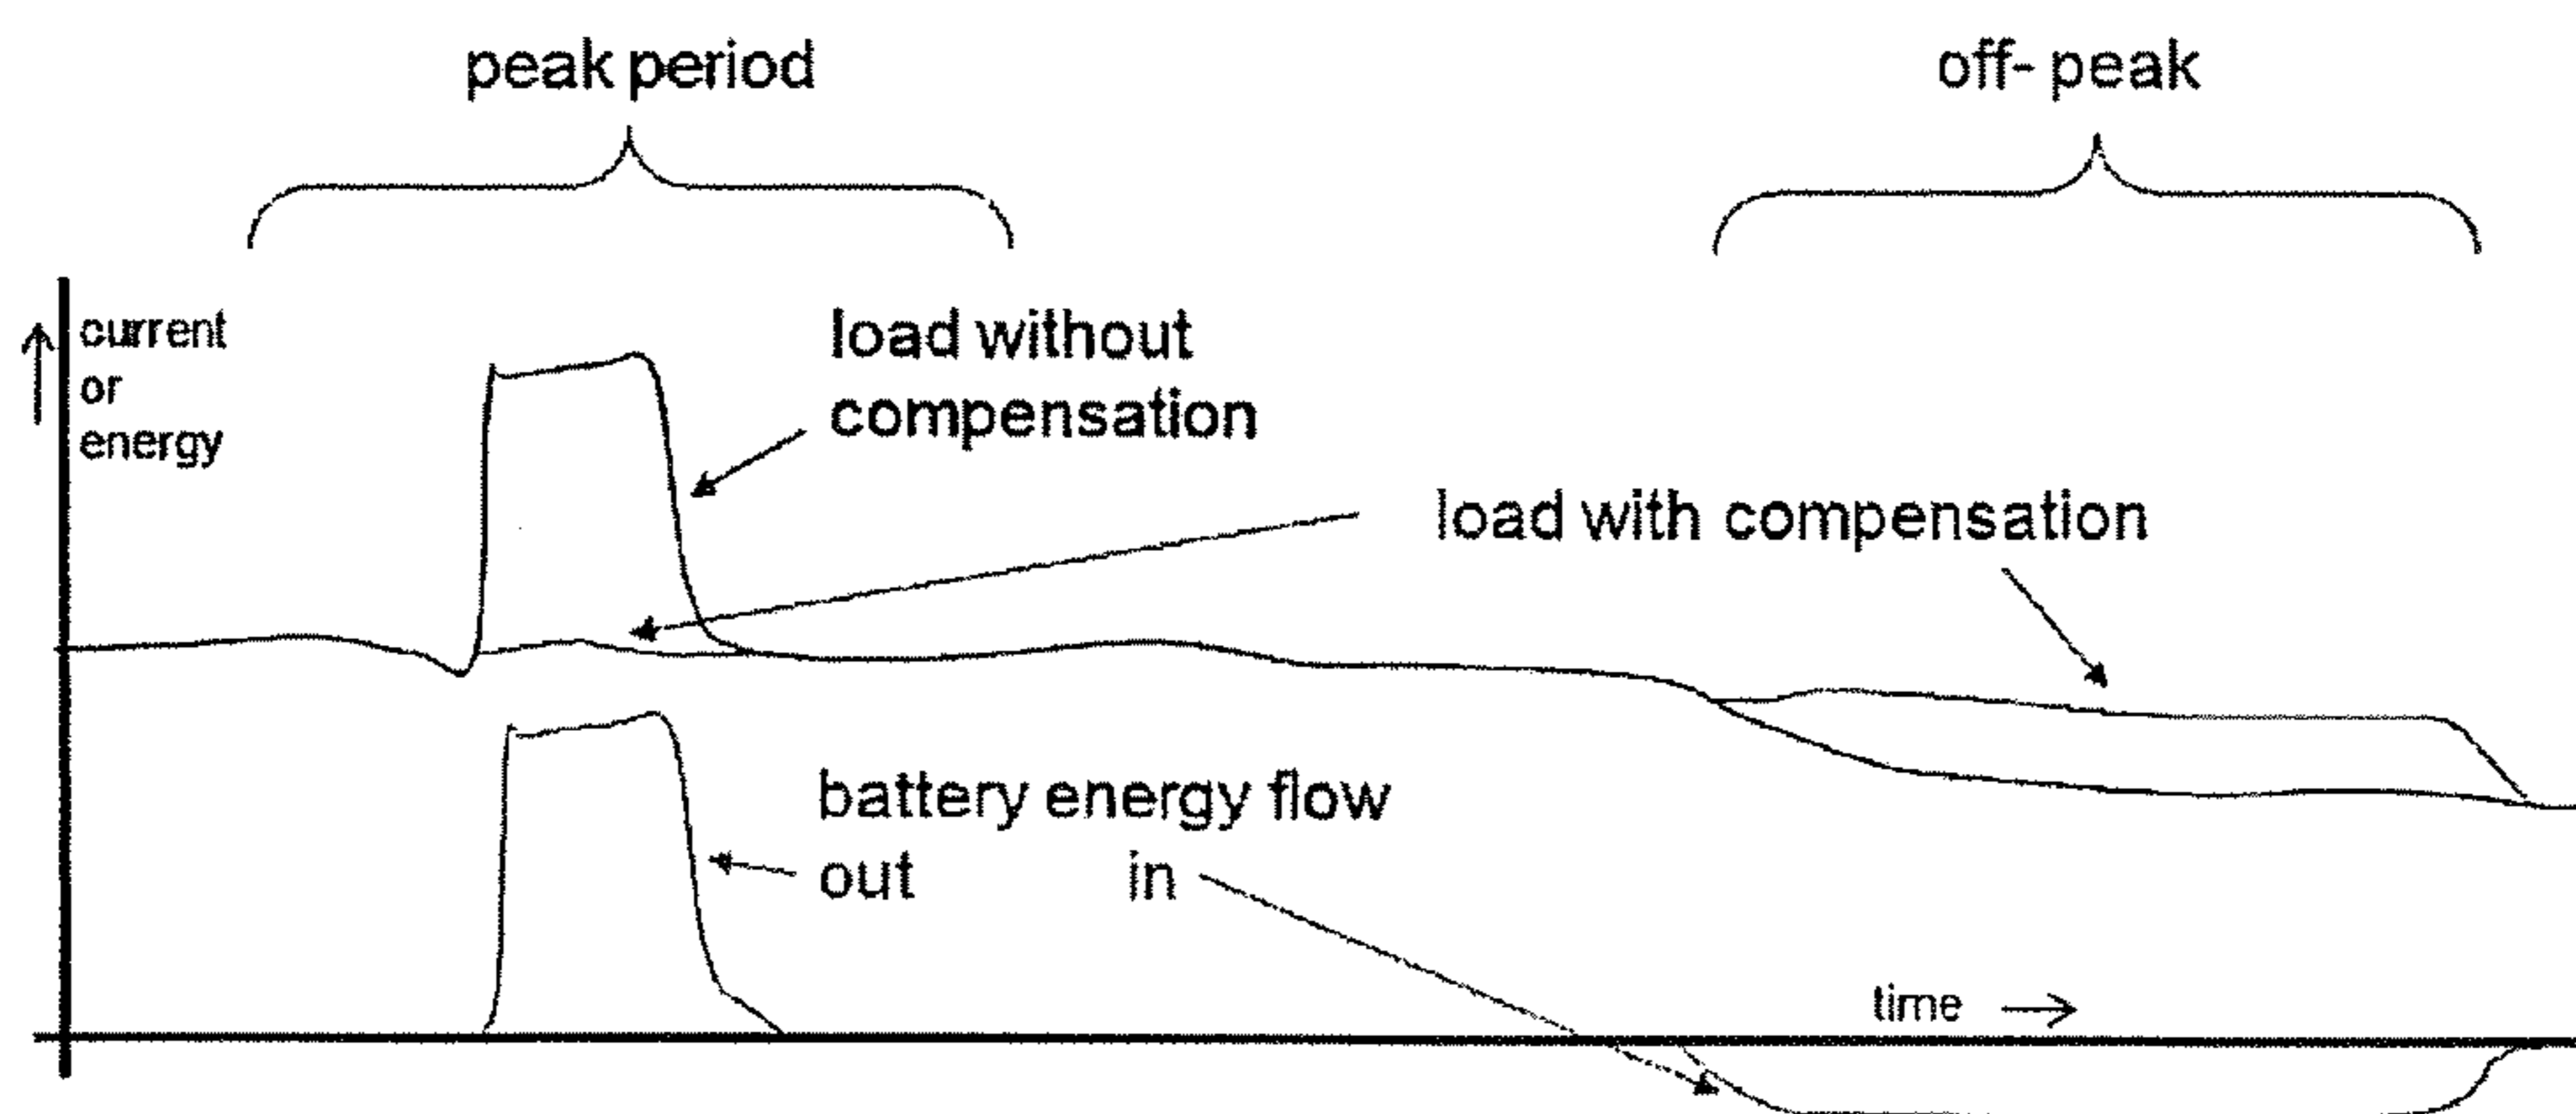 peak period
off- peak
current
or
energy
load without
compensation
load with compensation
battery energy flow
out in
time